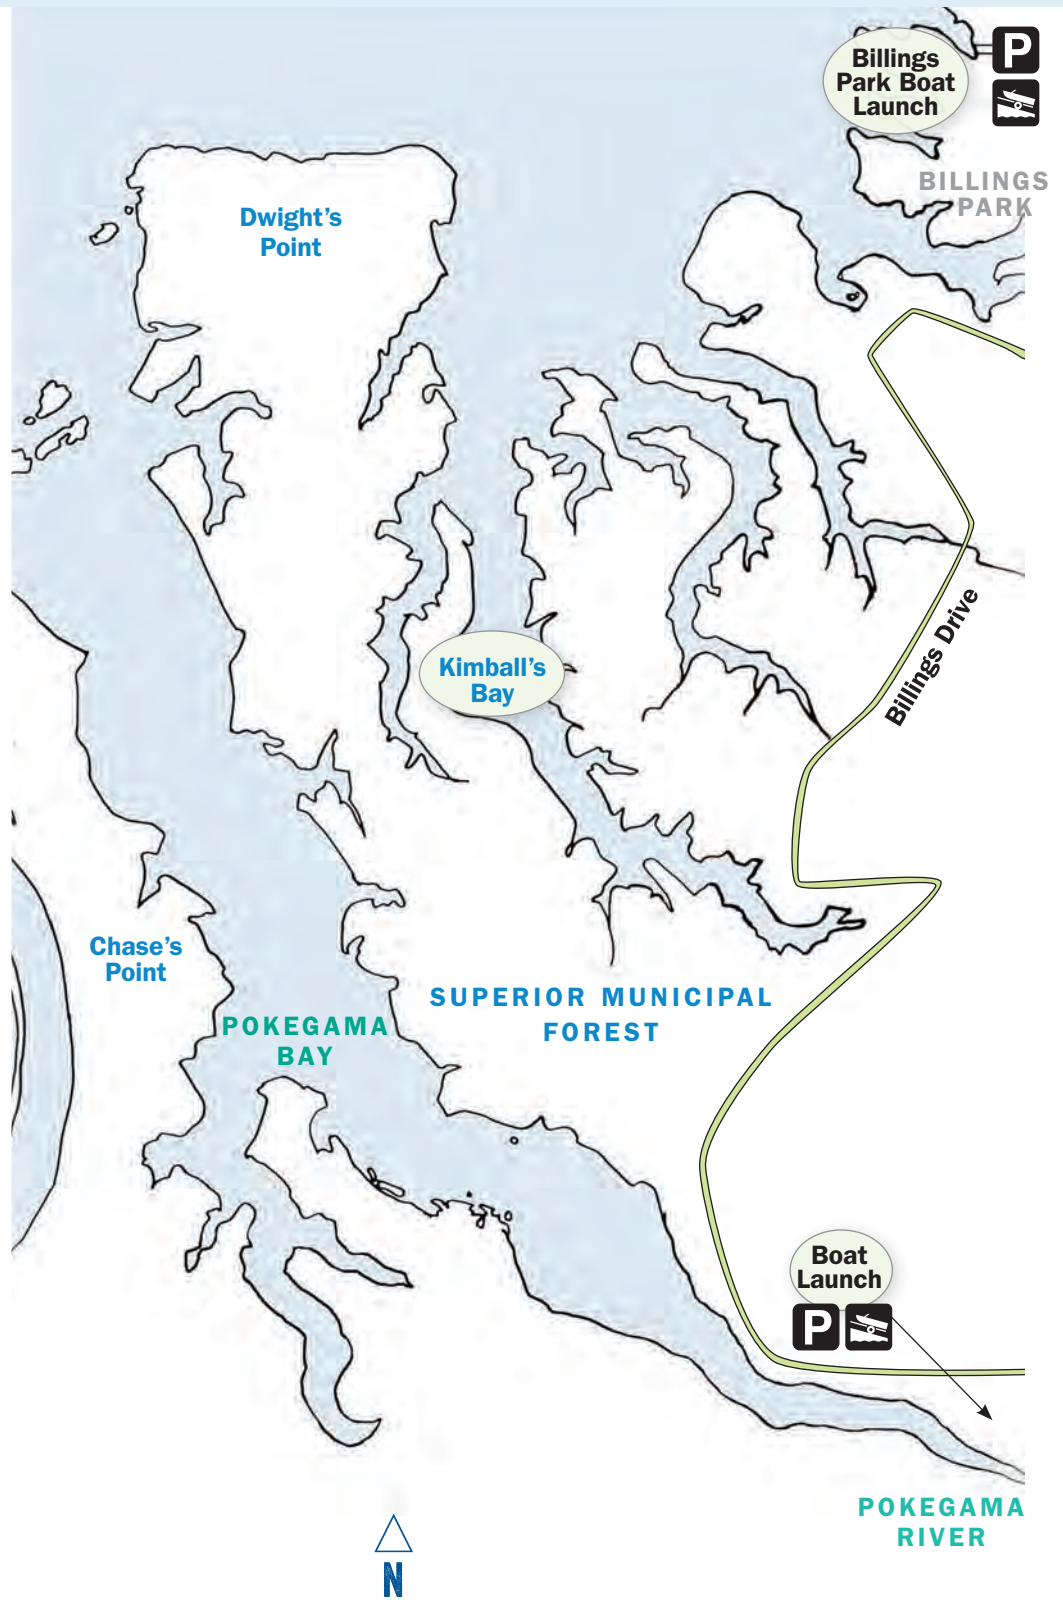 Billings
Park Boat
Launch
P
BILLINGS
PARK
Dwight's
Point
Billings Drive
Kimball's
Bay
Chase's
Point
SUPERIOR MUNICIPAL
FOREST
POKEGAMA
BAY
Boat
Launch
P
POKEGAMA
RIVER
N